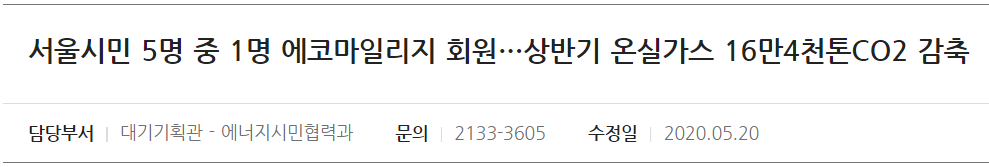 서울시민 5명 중 1명 에코마일리지 회원…상반기 온실가스 16만4천톤CO2 감축
담당부서 | 대기기획관 - 에너지시민협력과 문의 | 2133-3605 수정일 | 2020.05.20